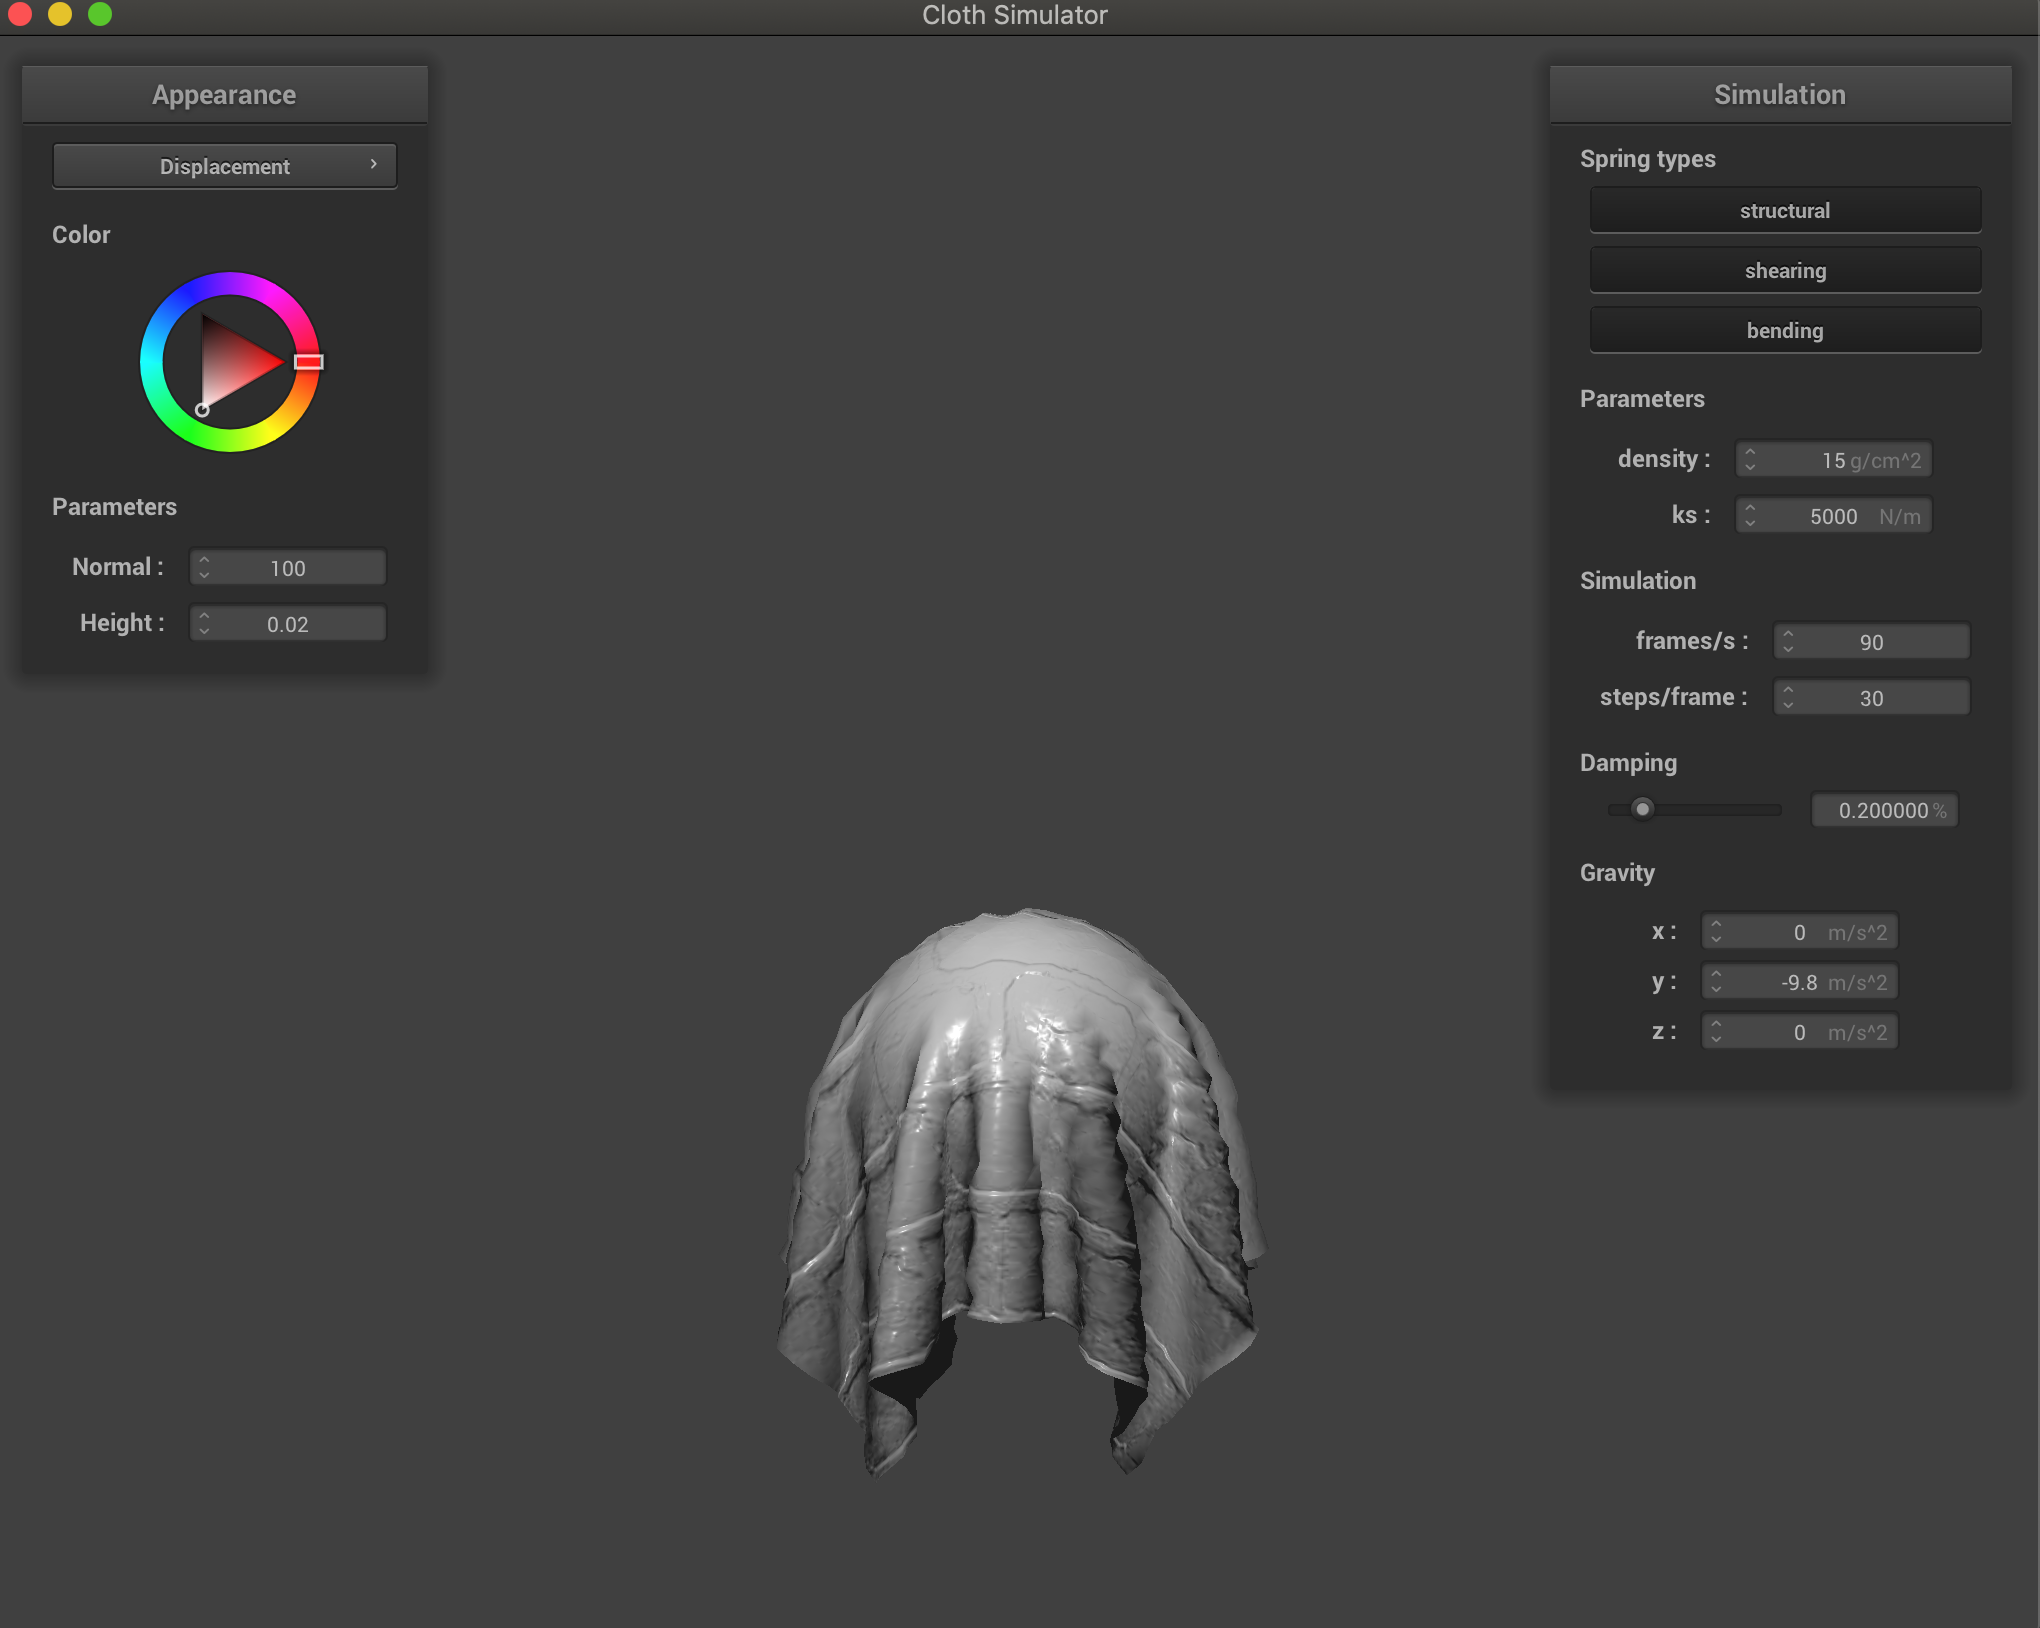 Cloth Simulator
Appearance
Displacement
Color
Parameters
Normal : 100
Height : 0.02
Simulation
Spring types
structural
shearing
bending
Parameters
density : 15 g/cm^2
ks : 5000 N/m
Simulation
frames/s : 90
steps/frame : 30
Damping
0.200000 %
Gravity
x : 0 m/s^2
y : -9.8 m/s^2
z : 0 m/s^2